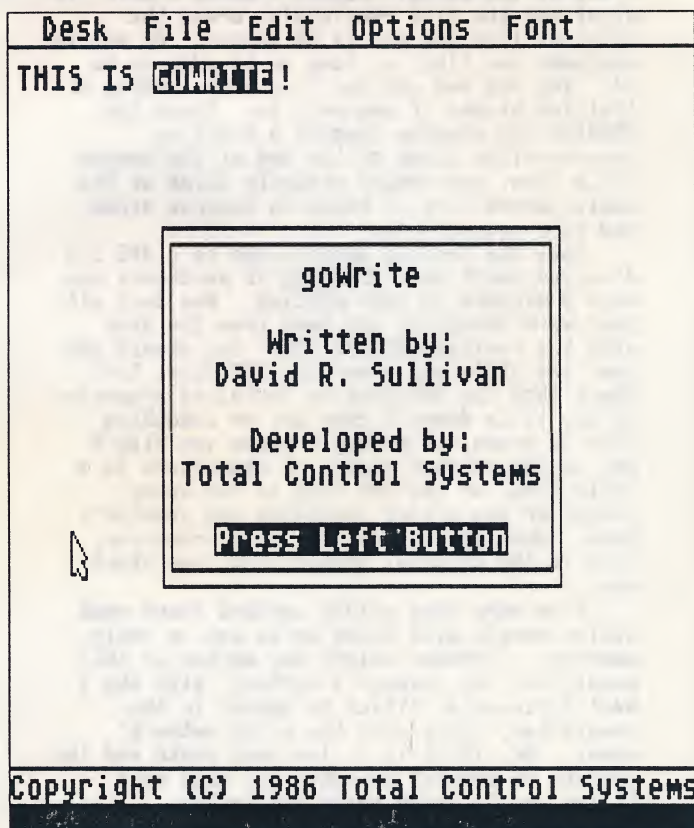 Desk File Edit Options Font
THIS IS GOWRITE!
goWrite
Written by:
David R. Sullivan
Developed by:
Total Control Systems
Press Left Button
Copyright (C) 1986 Total Control Systems